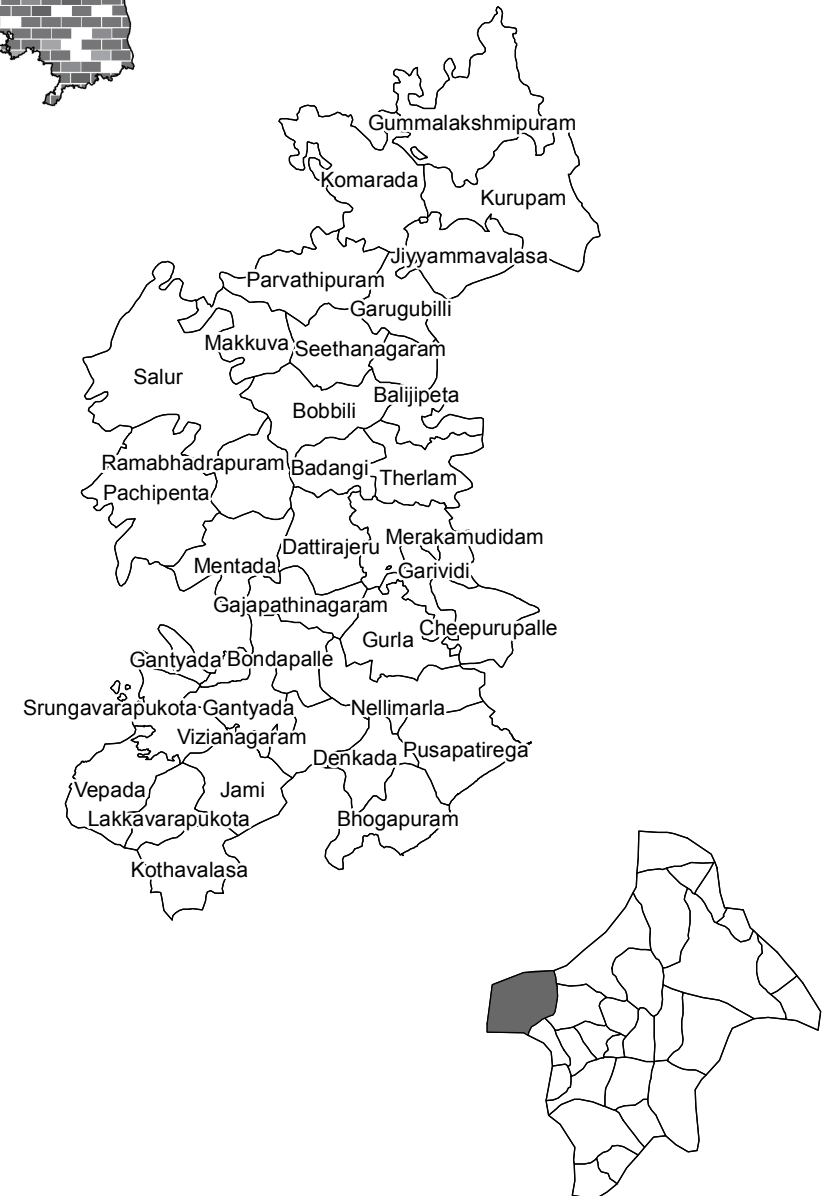 Gummalakshmipuram
Komarada
Kurupam
Jiyyammavalasa
Parvathipuram
Garugubilli
Makkuva
Seethanagaram
Salur
Balijipeta
Bobbili
Ramabhadrapuram
Badangi
Therlam
Pachipenta
Merakamudidam
Dattirajeru
Mentada
Garividi
Gajapathinagaram
Cheepurupalle
Gurla
Gantyada
Bondapalle
Srungavarapukota
Gantyada
Nellimarla
Vizianagaram
Denkada
Pusapatirega
Vepada
Jami
Lakkavarapukota
Bhogapuram
Kothavalasa